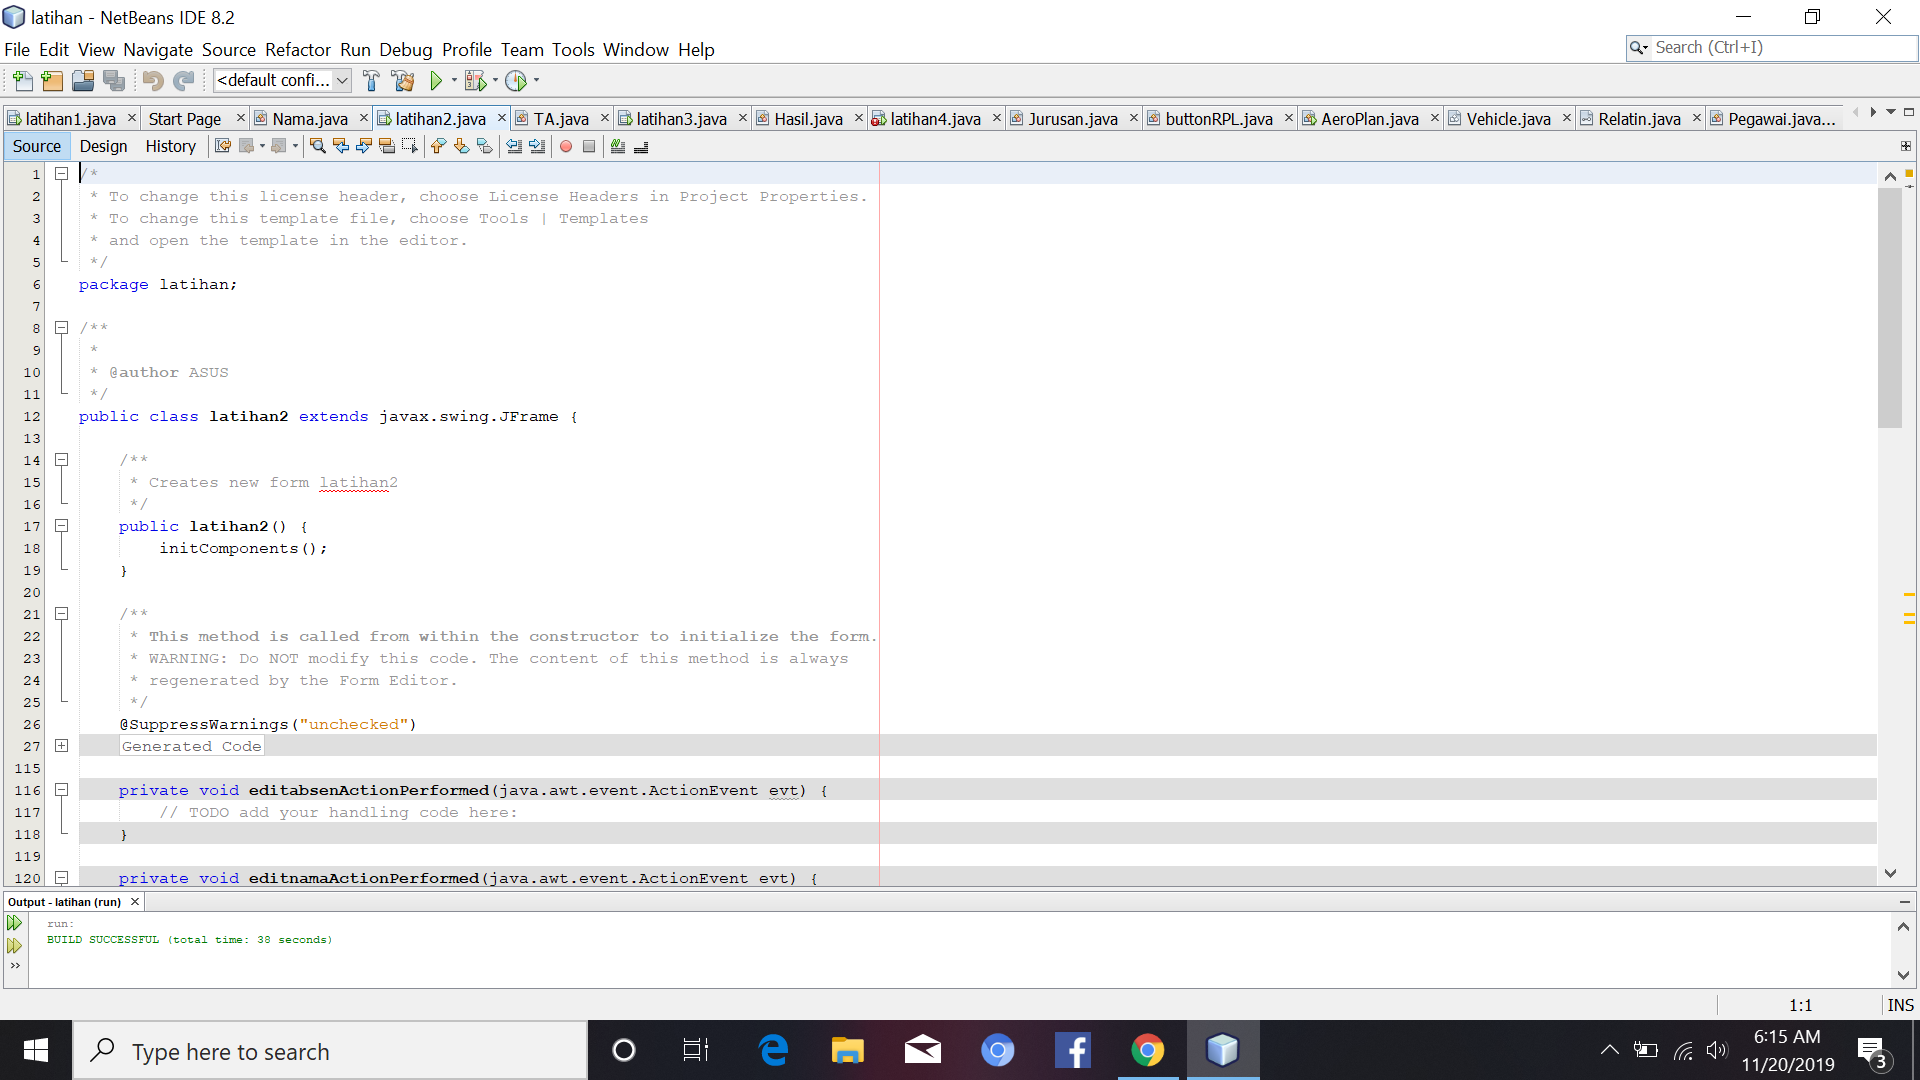 latihan - NetBeans IDE 8.2
File Edit View Navigate Source Refactor Run Debug Profile Team Tools Window Help
Search (Ctrl+I)
<default confi...
latihan1.java Start Page Nama.java latihan2.java TA.java latihan3.java Hasil.java latihan4.java Jurusan.java buttonRPL.java AeroPlan.java Vehicle.java Relatin.java Pegawai.java...
Source Design History
1 /*
2 * To change this license header, choose License Headers in Project Properties.
3 * To change this template file, choose Tools | Templates
4 * and open the template in the editor.
5 */
6 package latihan;
7
8 /**
9 *
10 * @author ASUS
11 */
12 public class latihan2 extends javax.swing.JFrame {
13
14 /**
15 * Creates new form latihan2
16 */
17 public latihan2() {
18 initComponents();
19 }
20
21 /**
22 * This method is called from within the constructor to initialize the form.
23 * WARNING: Do NOT modify this code. The content of this method is always
24 * regenerated by the Form Editor.
25 */
26 @SuppressWarnings("unchecked")
27 Generated Code
115
116 private void editabsenActionPerformed(java.awt.event.ActionEvent evt) {
117 // TODO add your handling code here:
118 }
119
120 private void editnamaActionPerformed(java.awt.event.ActionEvent evt) {
Output - latihan (run)
run:
BUILD SUCCESSFUL (total time: 38 seconds)
1:1 INS
Type here to search
6:15 AM
11/20/2019
3